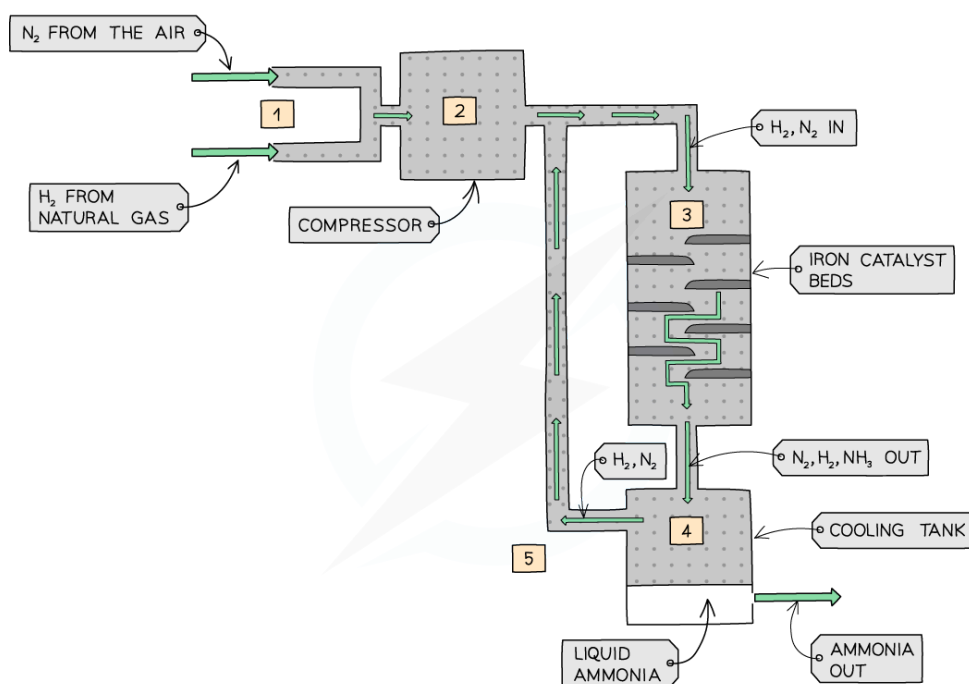 N₂ FROM THE AIR
1
2
H₂ FROM
NATURAL GAS
COMPRESSOR
H₂, N₂ IN
3
IRON CATALYST
BEDS
H₂, N₂
N₂, H₂, NH₃ OUT
4
COOLING TANK
5
LIQUID
AMMONIA
AMMONIA
OUT